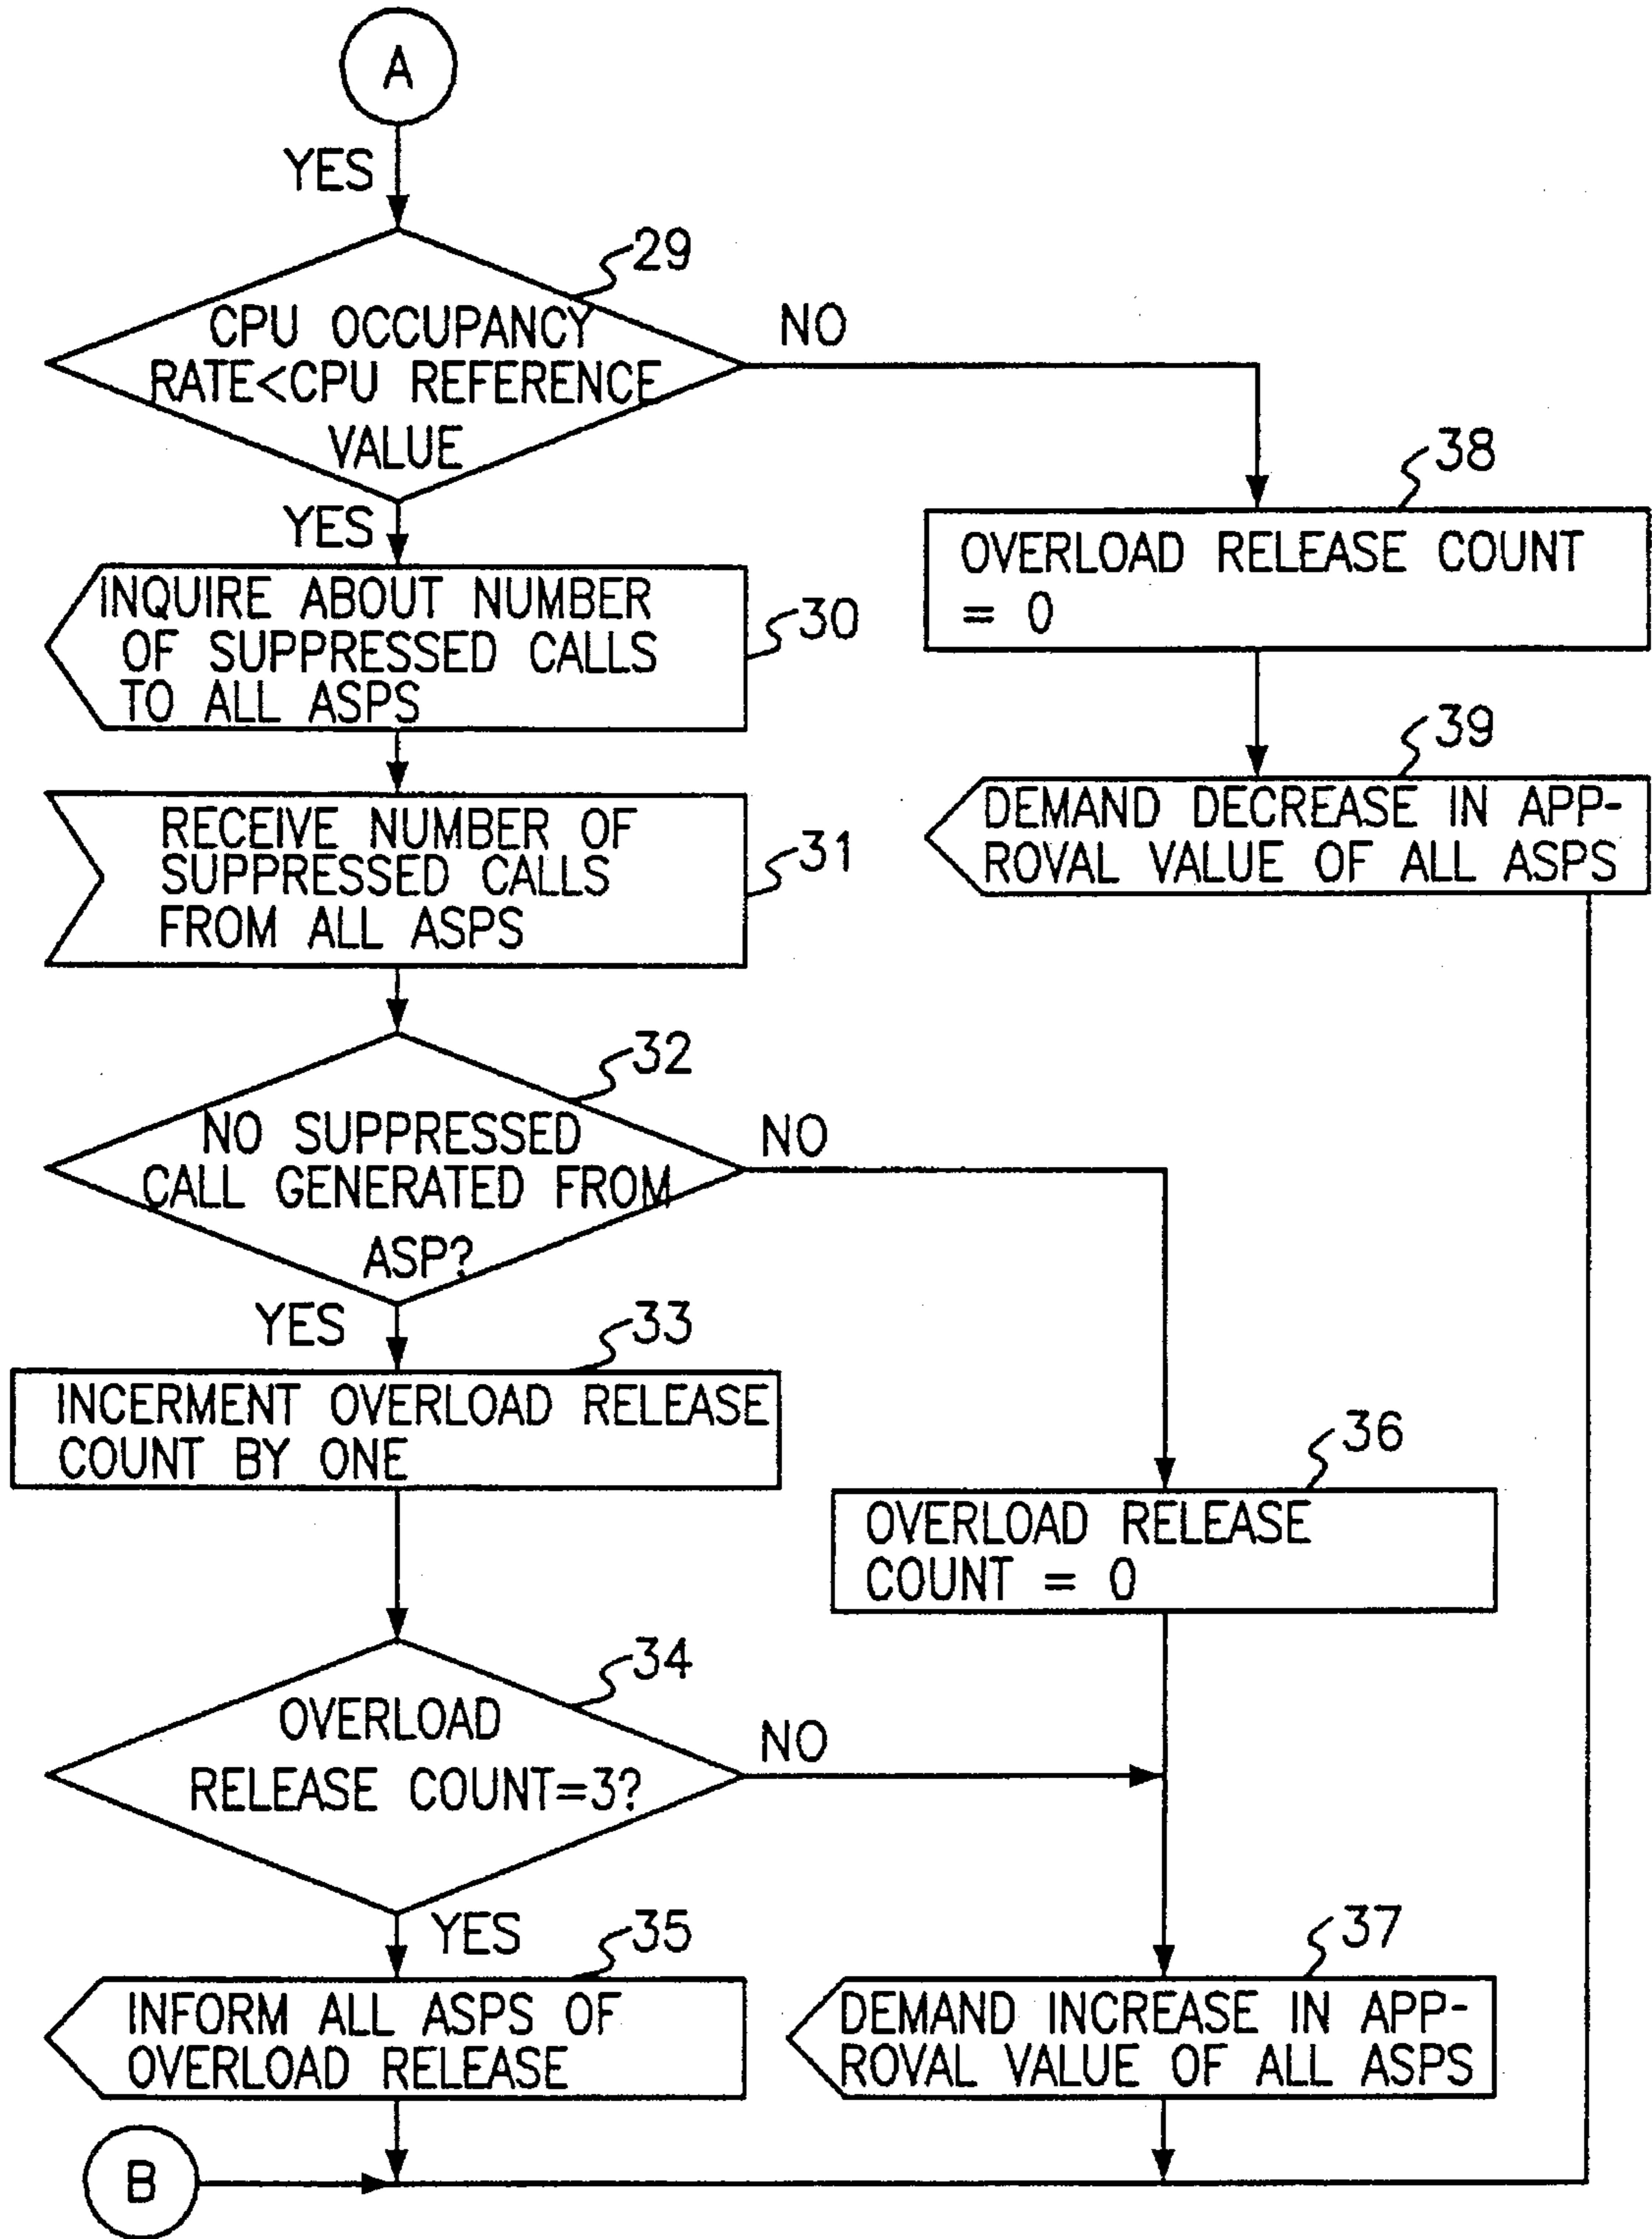 A
YES
29
CPU OCCUPANCY
RATE<CPU REFERENCE
VALUE
NO
YES
38
OVERLOAD RELEASE COUNT
= 0
INQUIRE ABOUT NUMBER
OF SUPPRESSED CALLS
TO ALL ASPS
30
39
DEMAND DECREASE IN APP-
ROVAL VALUE OF ALL ASPS
RECEIVE NUMBER OF
SUPPRESSED CALLS
FROM ALL ASPS
31
32
NO SUPPRESSED
CALL GENERATED FROM
ASP?
NO
YES
33
INCERMENT OVERLOAD RELEASE
COUNT BY ONE
36
OVERLOAD RELEASE
COUNT = 0
34
OVERLOAD
RELEASE COUNT=3?
NO
YES
35
INFORM ALL ASPS OF
OVERLOAD RELEASE
37
DEMAND INCREASE IN APP-
ROVAL VALUE OF ALL ASPS
B